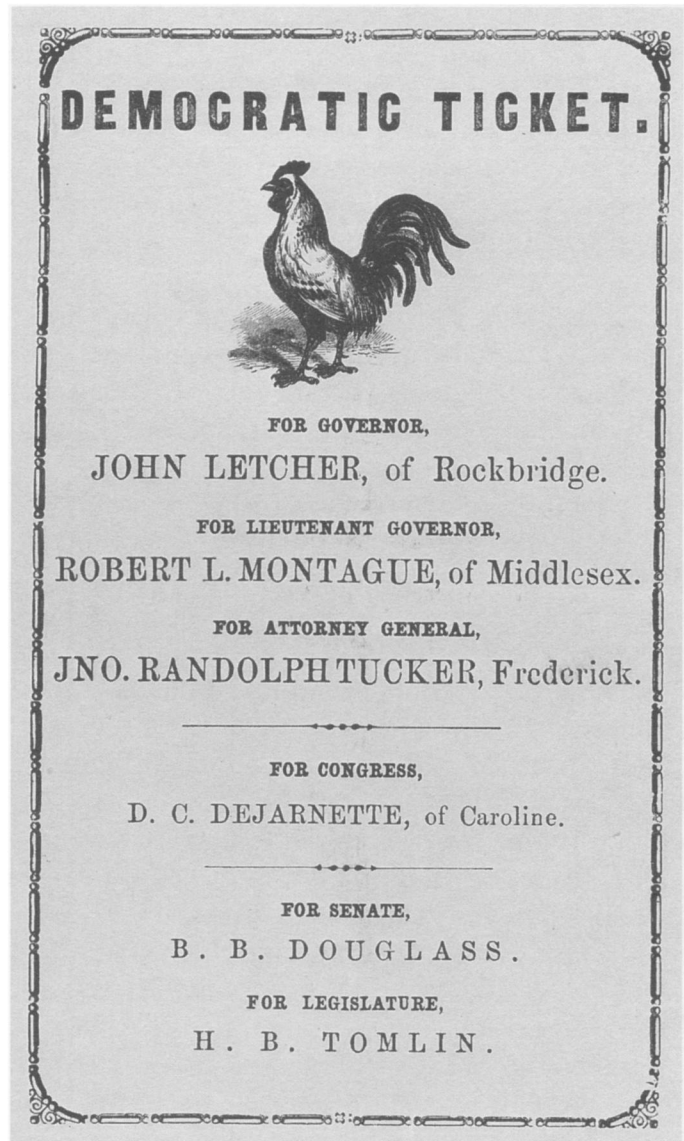 DEMOCRATIC TICKET.
FOR GOVERNOR,
JOHN LETCHER, of Rockbridge.
FOR LIEUTENANT GOVERNOR,
ROBERT L. MONTAGUE, of Middlesex.
FOR ATTORNEY GENERAL,
JNO. RANDOLPH TUCKER, Frederick.
FOR CONGRESS,
D. C. DEJARNETTE, of Caroline.
FOR SENATE,
B. B. DOUGLASS.
FOR LEGISLATURE,
H. B. TOMLIN.